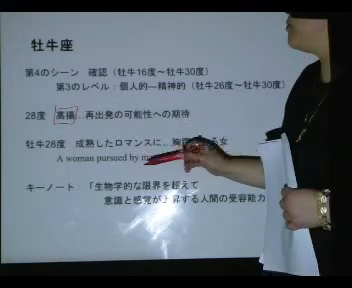 牡牛座
第4のシーン 確認(牡牛16度~牡牛30度)
第3のレベル:個人的―精神的(牡牛26度~牡牛30度)
28度 高揚…再出発の可能性への期待
牡牛28度 成熟したロマンスに…胸 る女
A woman pursued by
キーノート:「生物学的な限界を超えて
意識と感覚が上昇する人間の受容能力